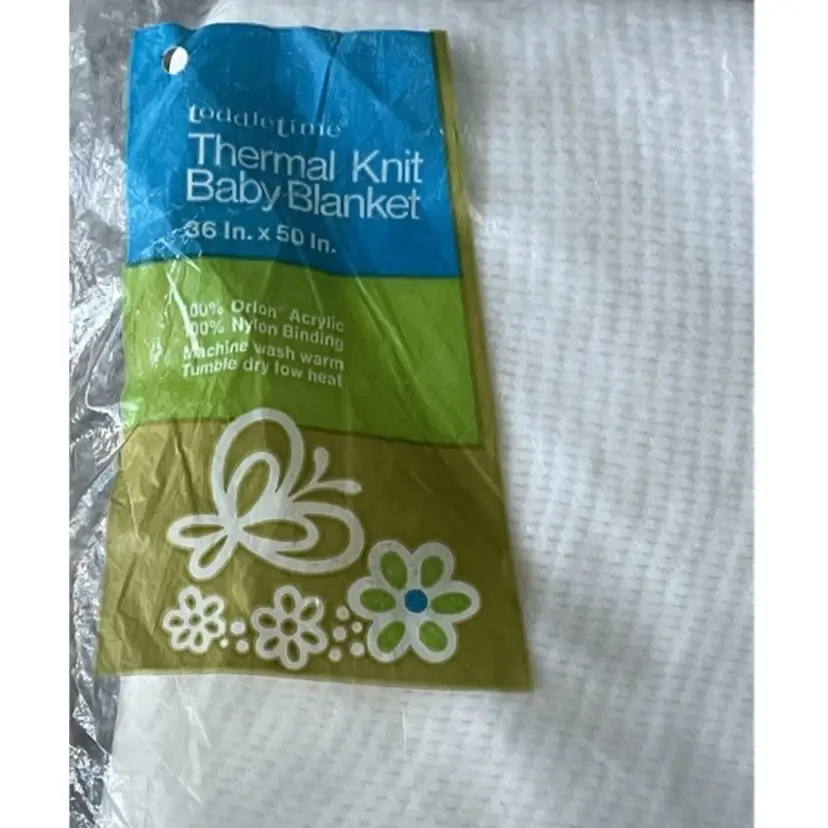 toddletime
Thermal Knit
Baby Blanket
36 In. x 50 In.
100% Orlon Acrylic
100% Nylon Binding
Machine wash warm
Tumble dry low heat